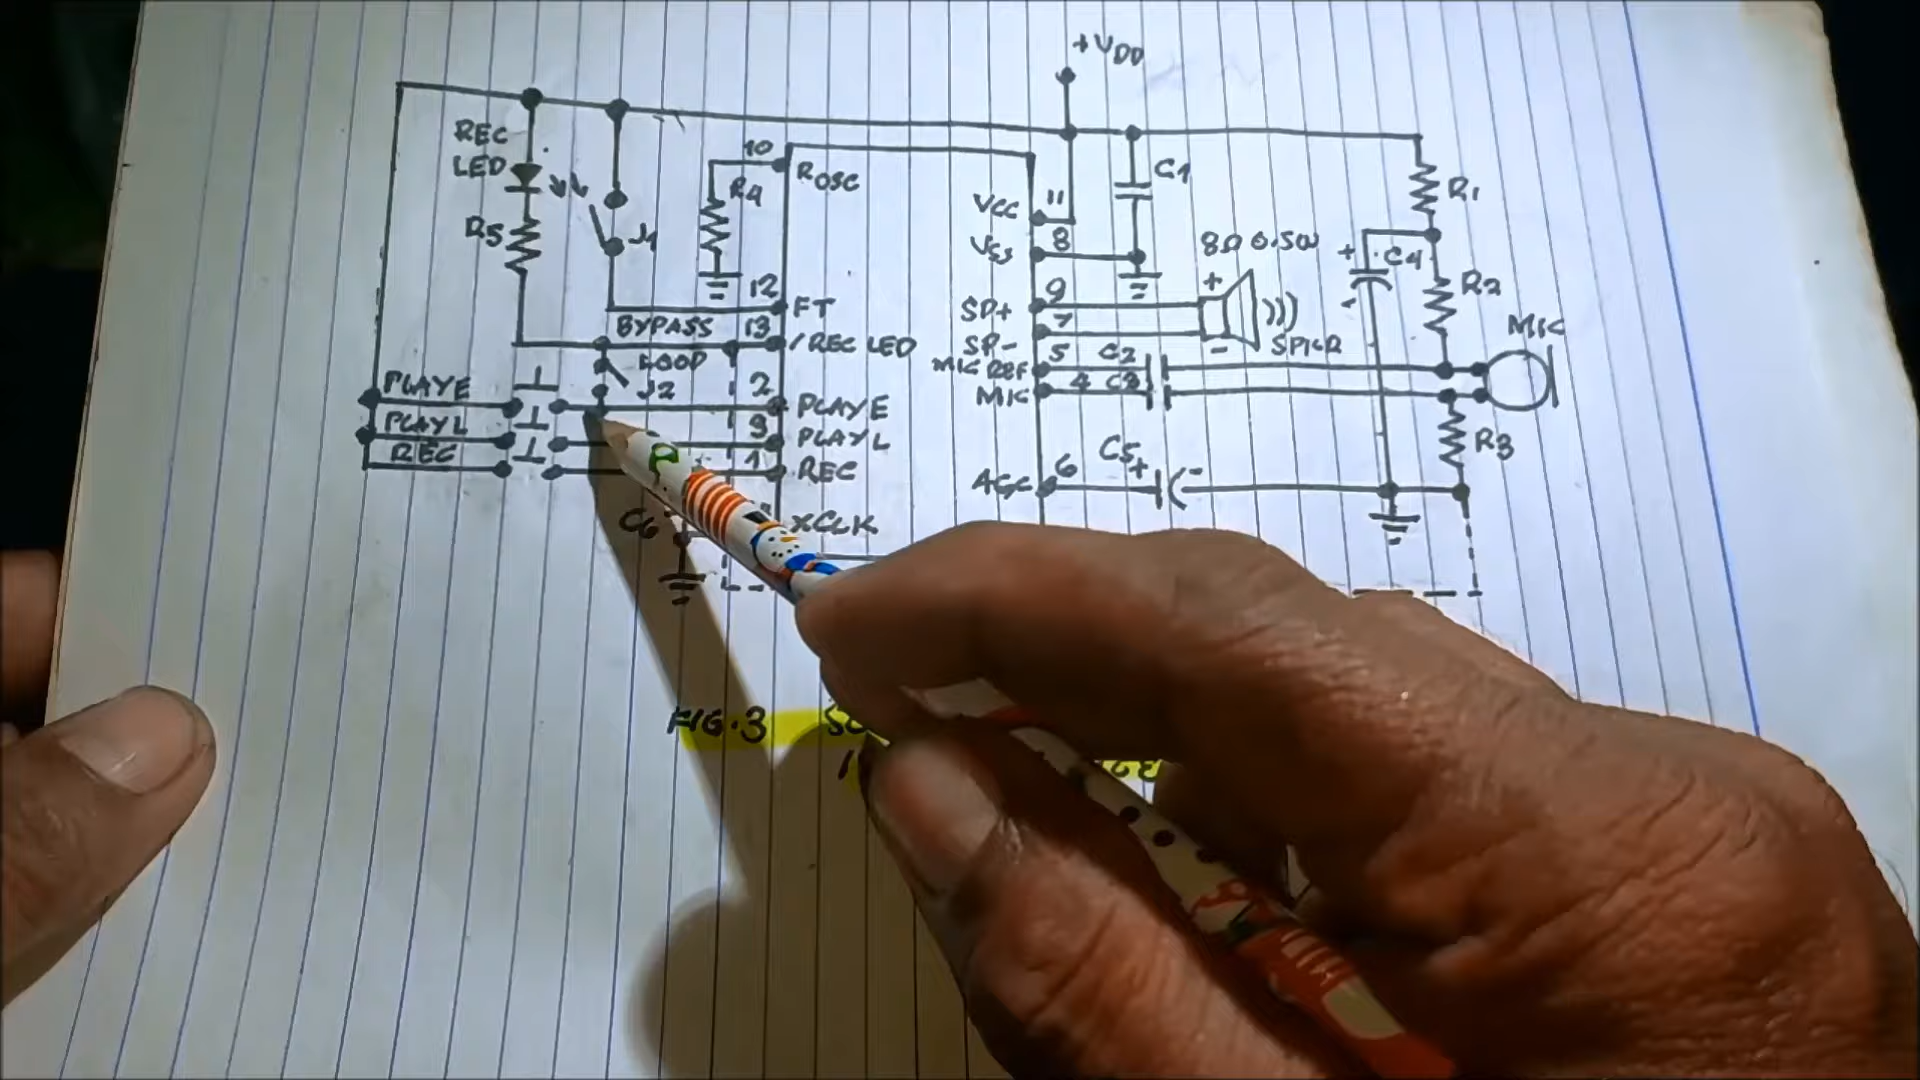 +VDD
REC
LED
10
ROSC
R4
C1
VCC
11
R1
R5
J1
VSS
8
8Ω 0.5W
+
+
C4
12
FT
9
SP+
R2
BYPASS
13
/REC LED
7
SP-
-
SPKR
-
MIC
LOOP
MIC REF
5
C2
J2
2
MIC
4
C3
PLAYE
PLAYE
PLAYL
3
PLAYL
R3
REC
1
REC
AGC
6
C5
+
-
C6
XCLK
FIG.3